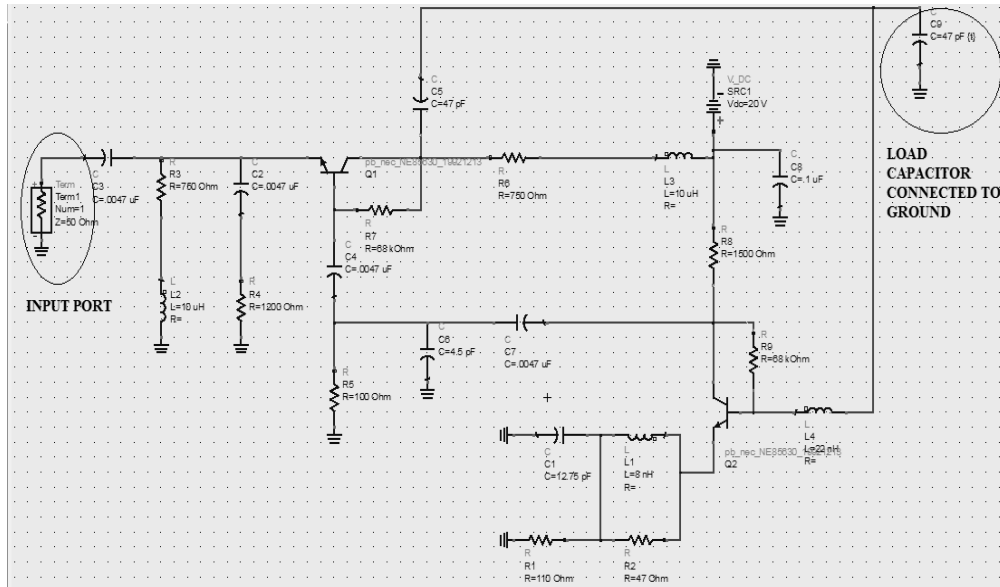 C
C9
C=47 pF {t}
C
C5
C=47 pF
V_DC
SRC1
Vdc=20 V
-
+
LOAD
CAPACITOR
CONNECTED TO
GROUND
+
Term
Term1
Num=1
Z=50 Ohm
-
INPUT PORT
C
C3
C=.0047 uF
R
R3
R=750 Ohm
C
C2
C=.0047 uF
pb_nec_NE85630_19921213
Q1
R
R6
R=750 Ohm
L
L3
L=10 uH
R=
C
C8
C=.1 uF
R
R7
R=68 kOhm
C
C4
C=.0047 uF
R
R8
R=1500 Ohm
L
L2
L=10 uH
R=
R
R4
R=1200 Ohm
C
C6
C=4.5 pF
C
C7
C=.0047 uF
R
R9
R=68 kOhm
R
R5
R=100 Ohm
C
C1
C=12.75 pF
L
L1
L=8 nH
R=
L
L4
L=22 nH
R=
pb_nec_NE85630_19921213
Q2
R
R1
R=110 Ohm
R
R2
R=47 Ohm